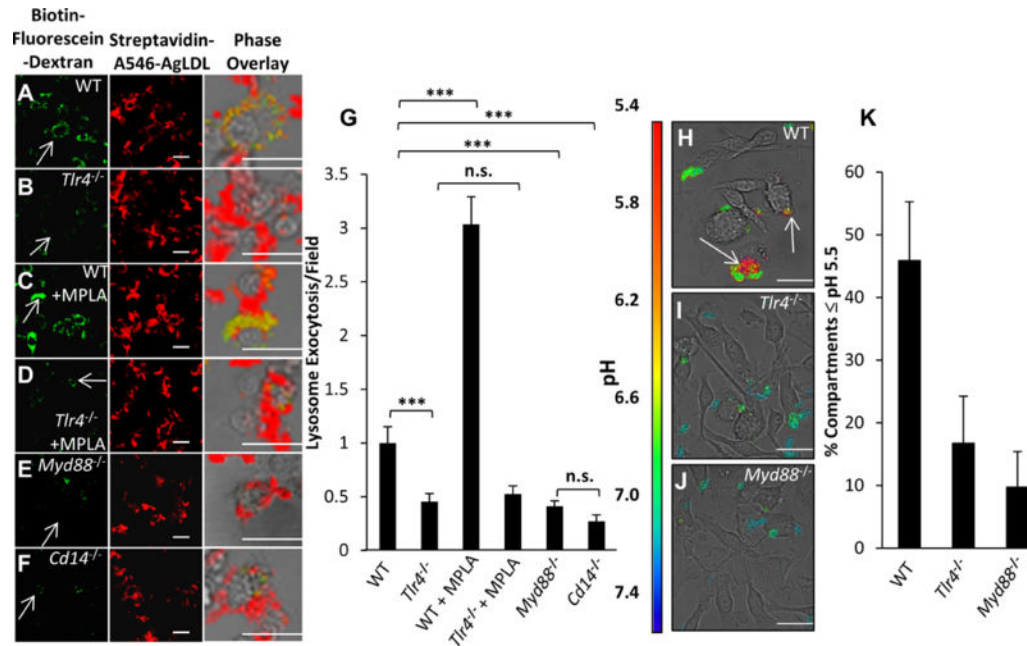 Biotin-
Fluorescein
-Dextran
Streptavidin-
A546-AgLDL
Phase
Overlay
A
WT
B
Tlr4-/-
C
WT
+MPLA
D
Tlr4-/-
+MPLA
E
Myd88-/-
F
Cd14-/-
G
***
***
***
n.s.
***
n.s.
Lysosome Exocytosis/Field
3.5
3
2.5
2
1.5
1
0.5
0
WT
Tlr4-/-
WT + MPLA
Tlr4-/- + MPLA
Myd88-/-
Cd14-/-
pH
5.4
5.8
6.2
6.6
7.0
7.4
H
WT
I
Tlr4-/-
J
Myd88-/-
K
% Compartments ≤ pH 5.5
60
50
40
30
20
10
0
WT
Tlr4-/-
Myd88-/-